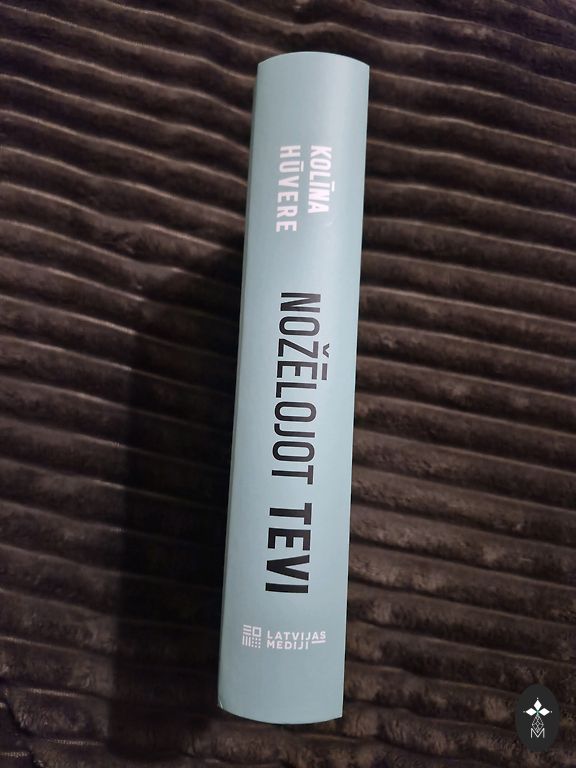 KOLĪNA
HŪVERE
NOŽĒLOJOT TEVI
LATVIJAS
MEDIJI